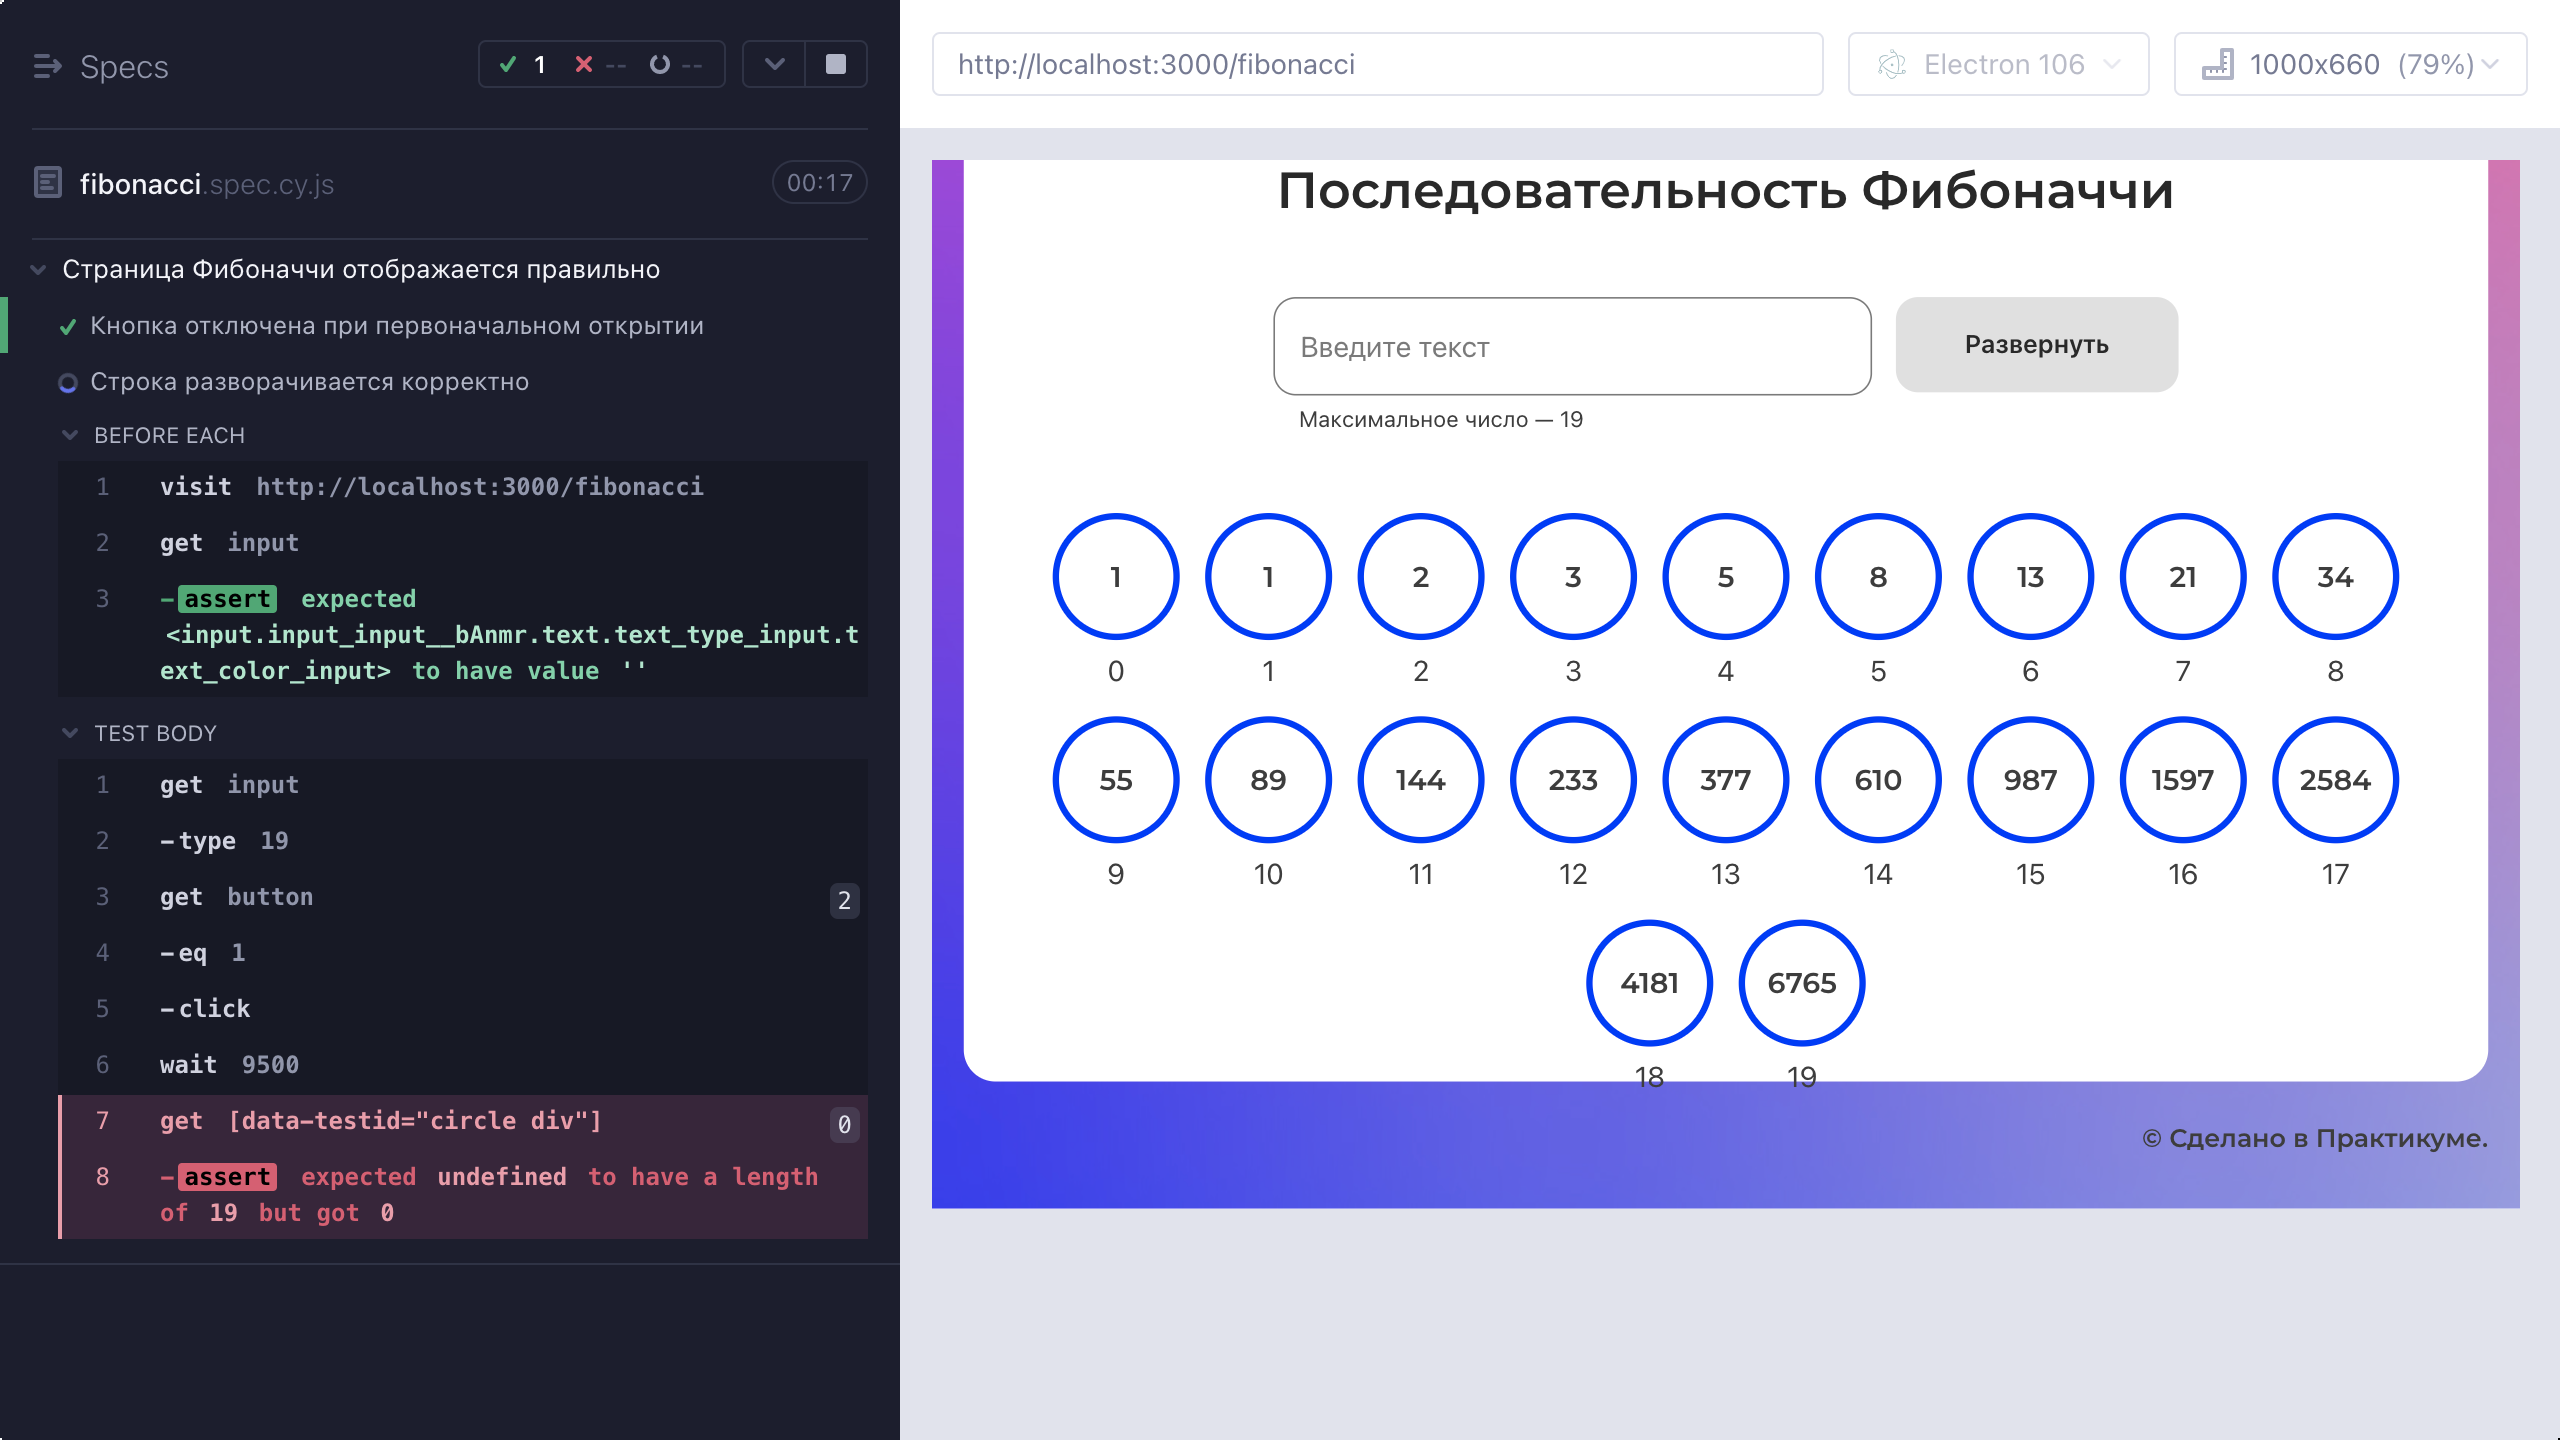 Specs
1 -- --
fibonacci.spec.cy.js 00:17
Страница Фибоначчи отображается правильно
Кнопка отключена при первоначальном открытии
Строка разворачивается корректно
BEFORE EACH
1 visit http://localhost:3000/fibonacci
2 get input
3 -assert expected
<input.input_input__bAnmr.text.text_type_input.t
ext_color_input> to have value ''
TEST BODY
1 get input
2 -type 19
3 get button 2
4 -eq 1
5 -click
6 wait 9500
7 get [data-testid="circle div"] 0
8 -assert expected undefined to have a length
of 19 but got 0
http://localhost:3000/fibonacci Electron 106 1000x660 (79%)
Последовательность Фибоначчи
Введите текст Развернуть
Максимальное число — 19
1 1 2 3 5 8 13 21 34
0 1 2 3 4 5 6 7 8
55 89 144 233 377 610 987 1597 2584
9 10 11 12 13 14 15 16 17
4181 6765
18 19
© Сделано в Практикуме.